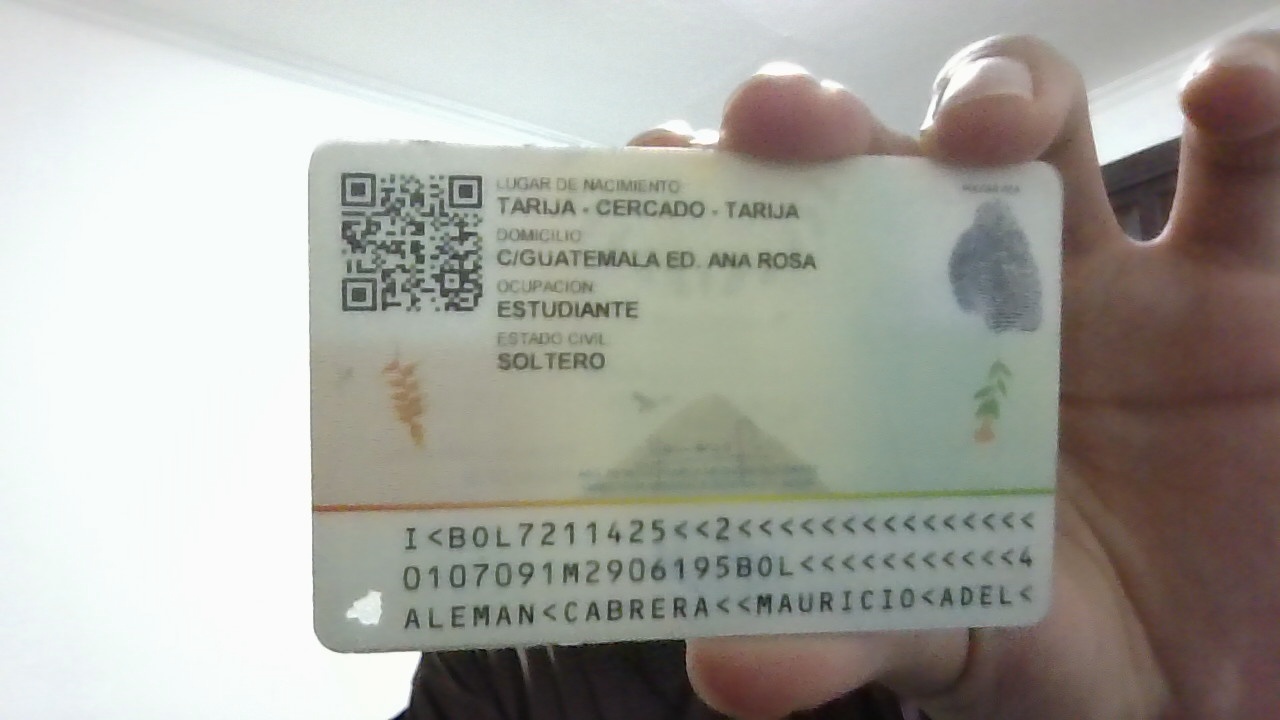 LUGAR DE NACIMIENTO:
TARIJA - CERCADO - TARIJA
DOMICILIO:
C/GUATEMALA ED. ANA ROSA
OCUPACIÓN:
ESTUDIANTE
ESTADO CIVIL:
SOLTERO
I<BOL7211425<<2<<<<<<<<<<<<<<<
0107091M2906195BOL<<<<<<<<<<<4
ALEMAN<CABRERA<<MAURICIO<ADEL<